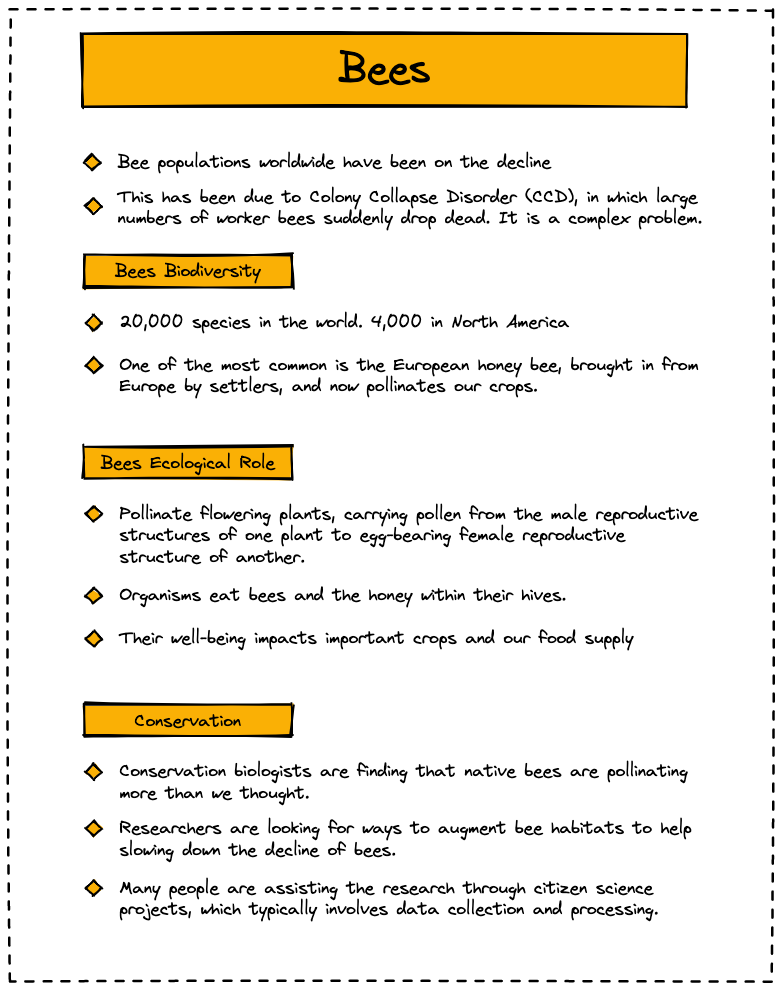 Bees
Bee populations worldwide have been on the decline
This has been due to Colony Collapse Disorder (CCD), in which large
numbers of worker bees suddenly drop dead. It is a complex problem.
Bees Biodiversity
20,000 species in the world. 4,000 in North America
One of the most common is the European honey bee, brought in from
Europe by settlers, and now pollinates our crops.
Bees Ecological Role
Pollinate flowering plants, carrying pollen from the male reproductive
structures of one plant to egg-bearing female reproductive
structure of another.
Organisms eat bees and the honey within their hives.
Their well-being impacts important crops and our food supply
Conservation
Conservation biologists are finding that native bees are pollinating
more than we thought.
Researchers are looking for ways to augment bee habitats to help
slowing down the decline of bees.
Many people are assisting the research through citizen science
projects, which typically involves data collection and processing.